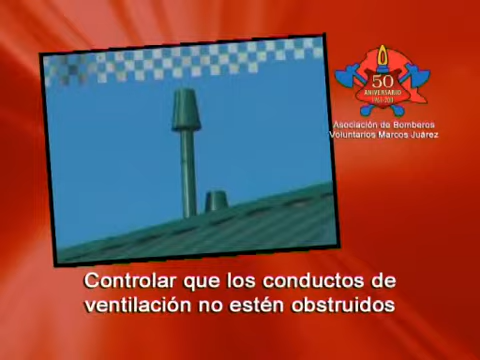 50
ANIVERSARIO
Asociación de Bomberos
Voluntarios Marcos Juárez
Controlar que los conductos de
ventilación no estén obstruidos